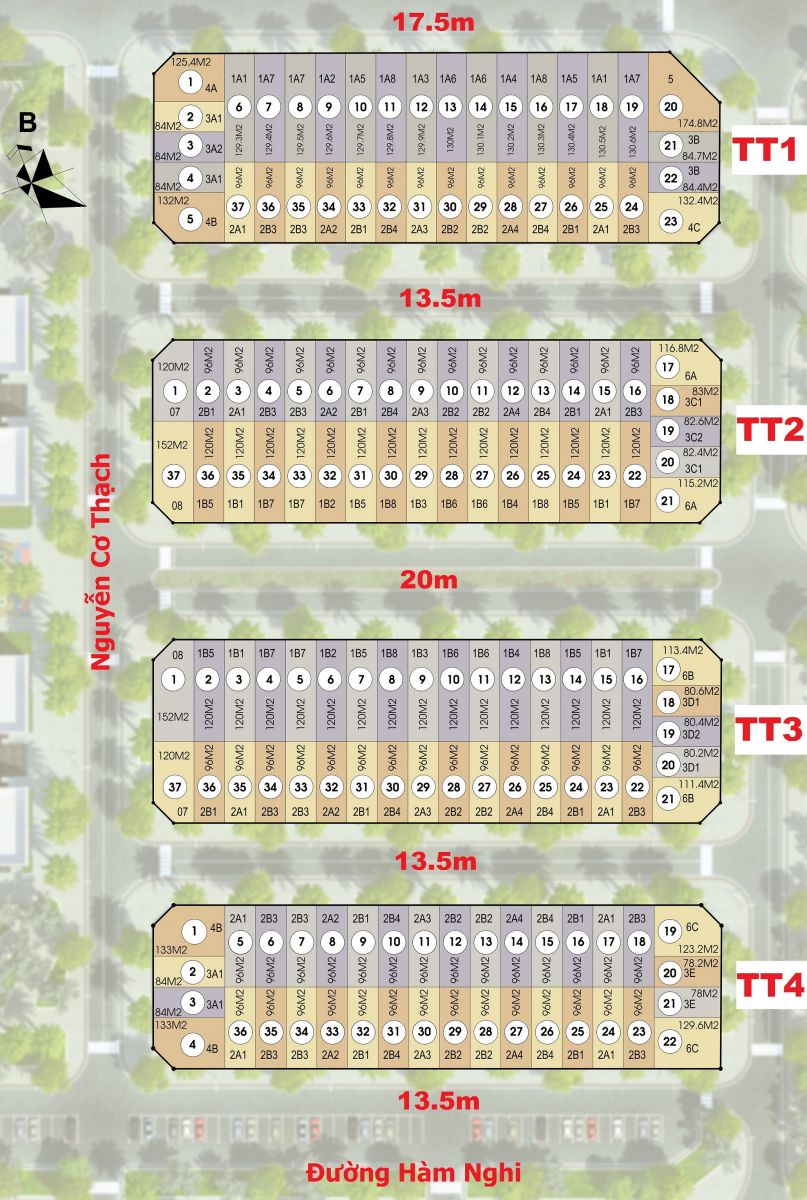 17.5m
B
TT1
125,4M2
1 4A
2 3A1
84M2
3 3A2
84M2
4 3A1
84M2
132M2
5 4B
1A1 1A7 1A7 1A2 1A5 1A8 1A3 1A6 1A6 1A4 1A8 1A5 1A1 1A7
6 7 8 9 10 11 12 13 14 15 16 17 18 19
129.3M2 129.4M2 129.5M2 129.6M2 129.7M2 129.8M2 129.9M2 130M2 130.1M2 130.2M2 130.3M2 130.4M2 130.5M2 130.6M2
96M2 96M2 96M2 96M2 96M2 96M2 96M2 96M2 96M2 96M2 96M2 96M2 96M2 96M2
37 36 35 34 33 32 31 30 29 28 27 26 25 24
2A1 2B3 2B3 2A2 2B1 2B4 2A3 2B2 2B2 2A4 2B4 2B1 2A1 2B3
5
20
174.8M2
21 3B
84.7M2
22 3B
84.4M2
132.4M2
23 4C
13.5m
TT2
120M2
1
07
152M2
37
08
96M2 96M2 96M2 96M2 96M2 96M2 96M2 96M2 96M2 96M2 96M2 96M2 96M2 96M2 96M2
2 3 4 5 6 7 8 9 10 11 12 13 14 15 16
2B1 2A1 2B3 2B3 2A2 2B1 2B4 2A3 2B2 2B2 2A4 2B4 2B1 2A1 2B3
120M2 120M2 120M2 120M2 120M2 120M2 120M2 120M2 120M2 120M2 120M2 120M2 120M2 120M2 120M2
36 35 34 33 32 31 30 29 28 27 26 25 24 23 22
1B5 1B1 1B7 1B7 1B2 1B5 1B8 1B3 1B6 1B6 1B4 1B8 1B5 1B1 1B7
116.8M2
17 6A
83M2
18 3C1
82.6M2
19 3C2
82.4M2
20 3C1
115.2M2
21 6A
Nguyễn Cơ Thạch
20m
TT3
08
1
152M2
120M2
37
07
1B5 1B1 1B7 1B7 1B2 1B5 1B8 1B3 1B6 1B6 1B4 1B8 1B5 1B1 1B7
2 3 4 5 6 7 8 9 10 11 12 13 14 15 16
120M2 120M2 120M2 120M2 120M2 120M2 120M2 120M2 120M2 120M2 120M2 120M2 120M2 120M2 120M2
96M2 96M2 96M2 96M2 96M2 96M2 96M2 96M2 96M2 96M2 96M2 96M2 96M2 96M2 96M2
36 35 34 33 32 31 30 29 28 27 26 25 24 23 22
2B1 2A1 2B3 2B3 2A2 2B1 2B4 2A3 2B2 2B2 2A4 2B4 2B1 2A1 2B3
113.4M2
17 6B
80.6M2
18 3D1
80.4M2
19 3D2
80.2M2
20 3D1
111.4M2
21 6B
13.5m
TT4
1 4B
133M2
2 3A1
84M2
3 3A1
84M2
133M2
4 4B
2A1 2B3 2B3 2A2 2B1 2B4 2A3 2B2 2B2 2A4 2B4 2B1 2A1 2B3
5 6 7 8 9 10 11 12 13 14 15 16 17 18
96M2 96M2 96M2 96M2 96M2 96M2 96M2 96M2 96M2 96M2 96M2 96M2 96M2 96M2
96M2 96M2 96M2 96M2 96M2 96M2 96M2 96M2 96M2 96M2 96M2 96M2 96M2 96M2
36 35 34 33 32 31 30 29 28 27 26 25 24 23
2A1 2B3 2B3 2A2 2B1 2B4 2A3 2B2 2B2 2A4 2B4 2B1 2A1 2B3
19 6C
123.2M2
78.2M2
20 3E
78M2
21 3E
129.6M2
22 6C
13.5m
Đường Hàm Nghi